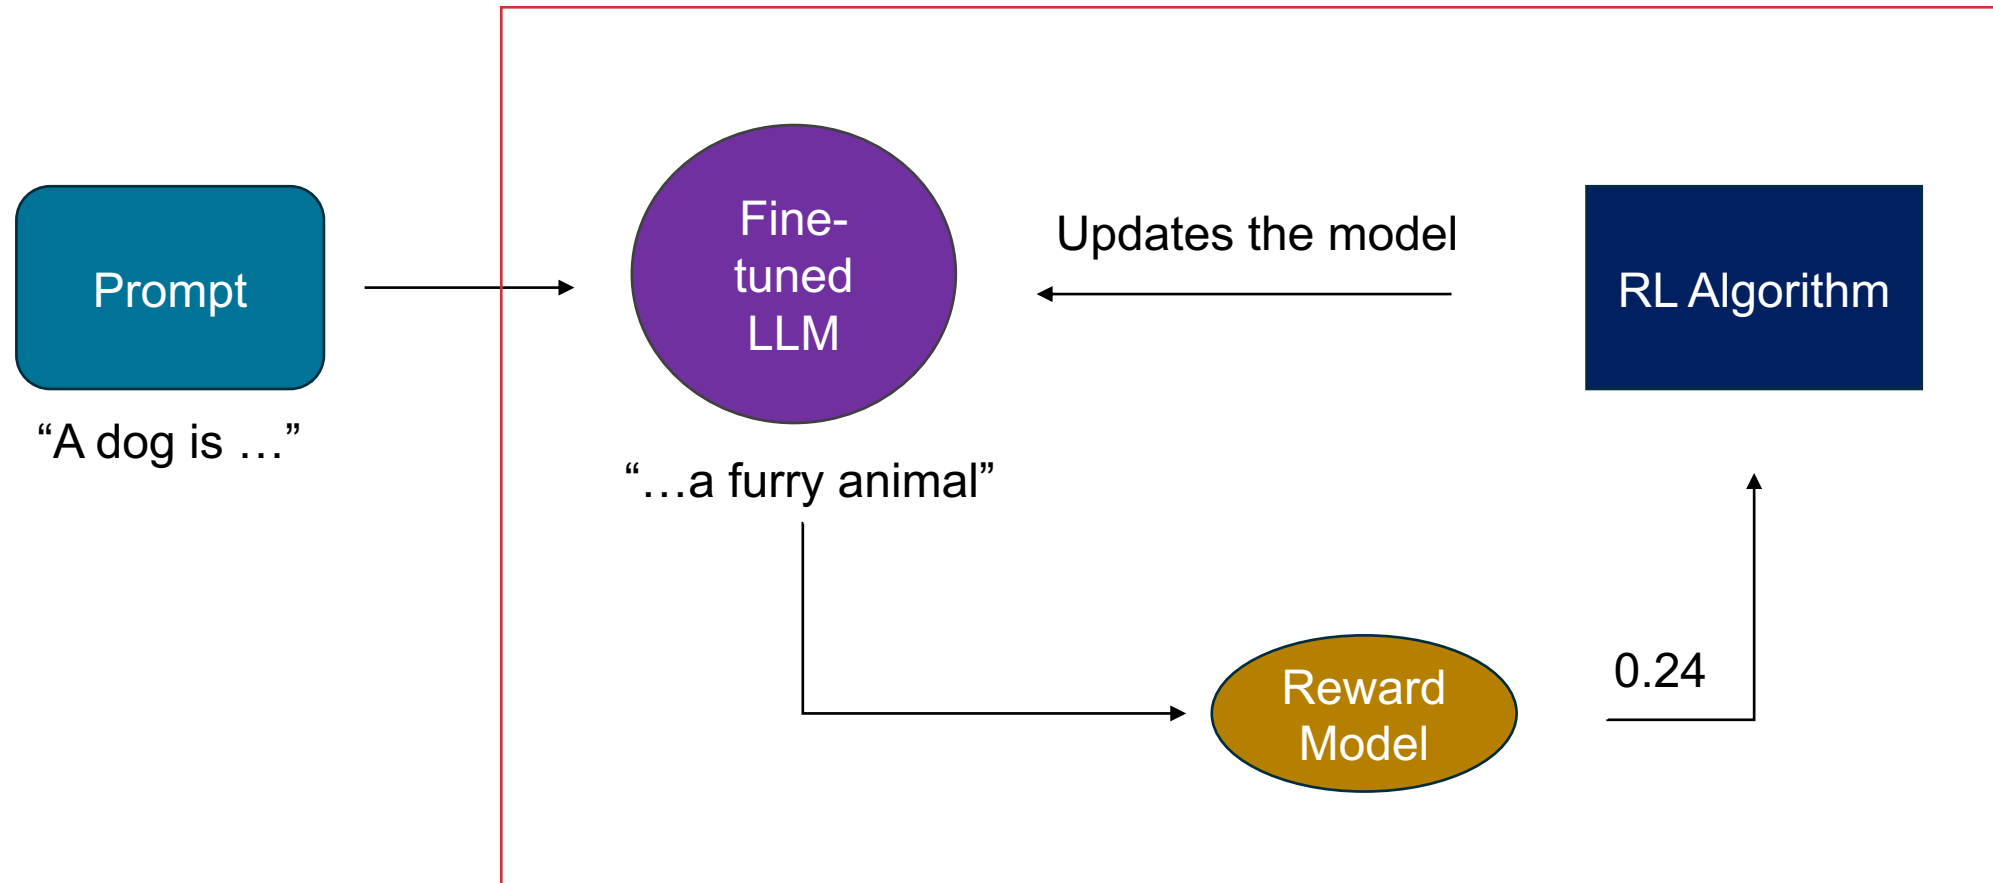 Prompt
“A dog is …”
Fine-
tuned
LLM
“…a furry animal”
Updates the model
RL Algorithm
Reward
Model
0.24